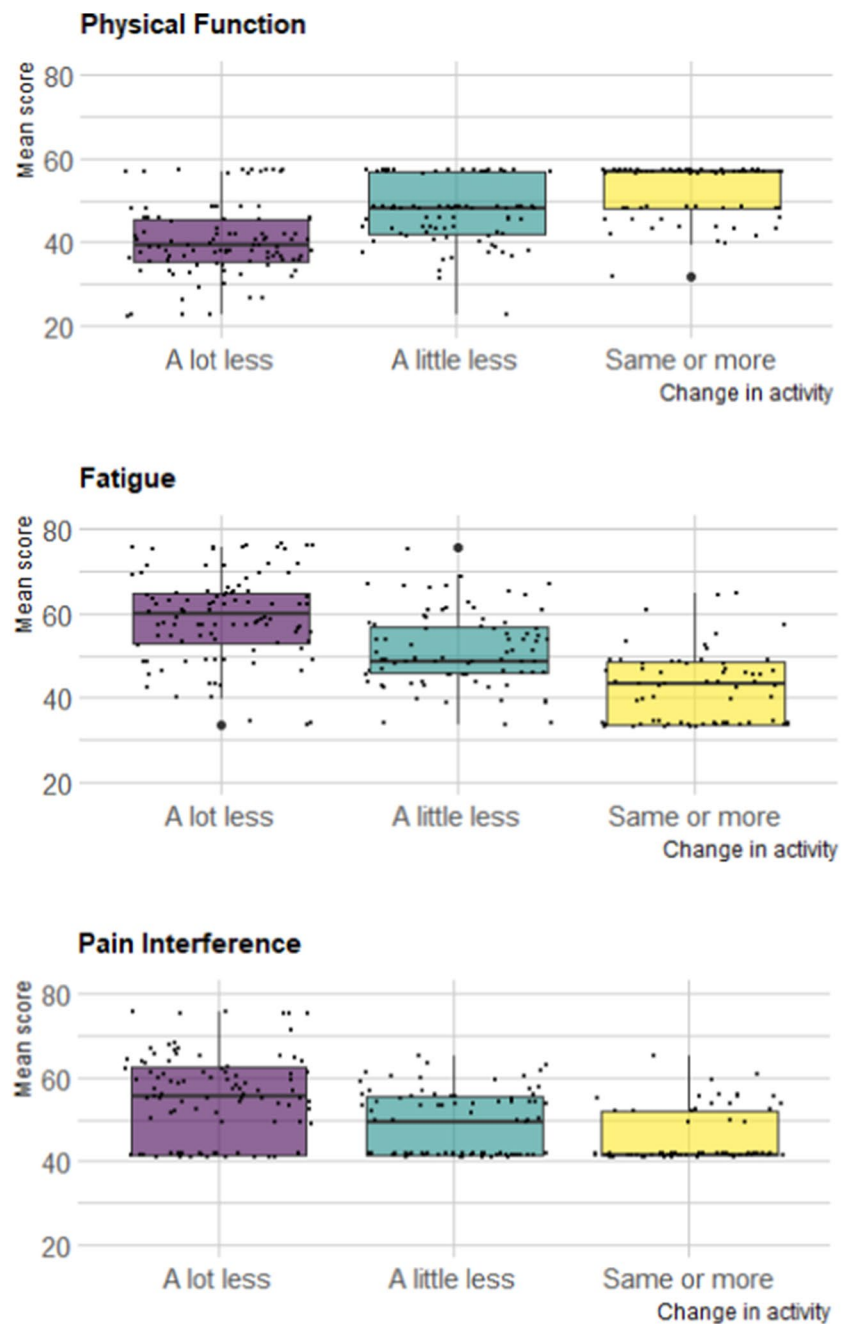 Physical Function
Mean score
80
60
40
20
A lot less A little less Same or more
Change in activity
Fatigue
Mean score
80
60
40
20
A lot less A little less Same or more
Change in activity
Pain Interference
Mean score
80
60
40
20
A lot less A little less Same or more
Change in activity